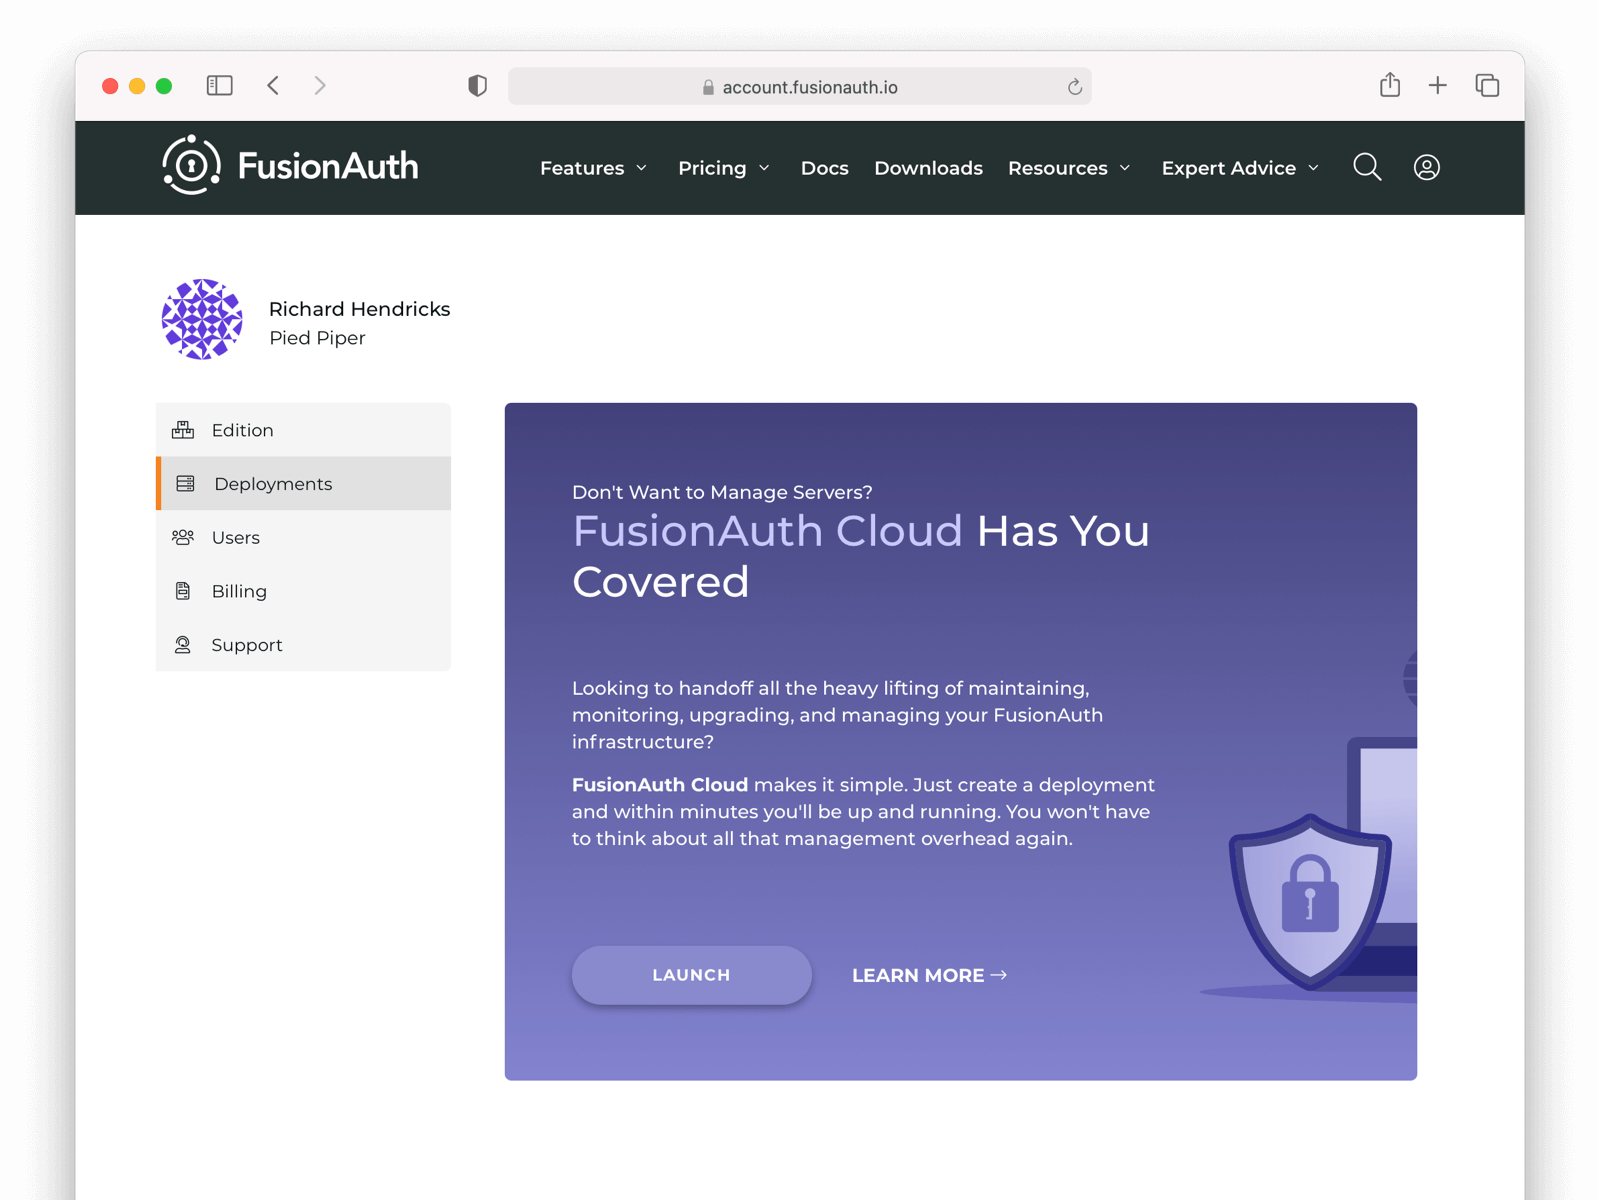 account.fusionauth.io
FusionAuth
Features
Pricing
Docs
Downloads
Resources
Expert Advice
Richard Hendricks
Pied Piper
Edition
Deployments
Users
Billing
Support
Don't Want to Manage Servers?
FusionAuth Cloud Has You
Covered
Looking to handoff all the heavy lifting of maintaining,
monitoring, upgrading, and managing your FusionAuth
infrastructure?
FusionAuth Cloud makes it simple. Just create a deployment
and within minutes you'll be up and running. You won't have
to think about all that management overhead again.
LAUNCH
LEARN MORE →